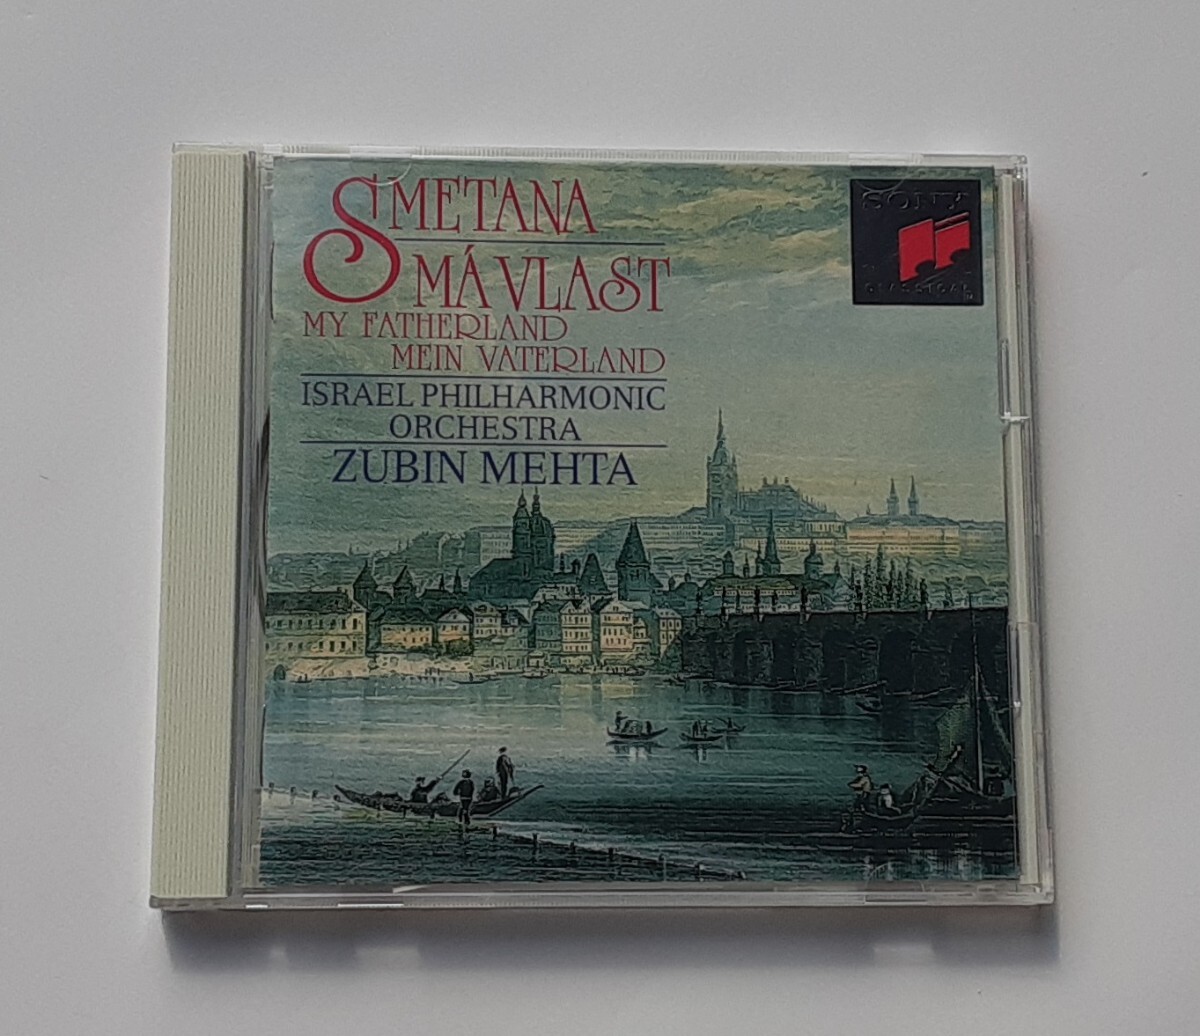 SMETANA
MÁ VLAST
MY FATHERLAND
MEIN VATERLAND
ISRAEL PHILHARMONIC
ORCHESTRA
ZUBIN MEHTA
SONY
CLASSICAL